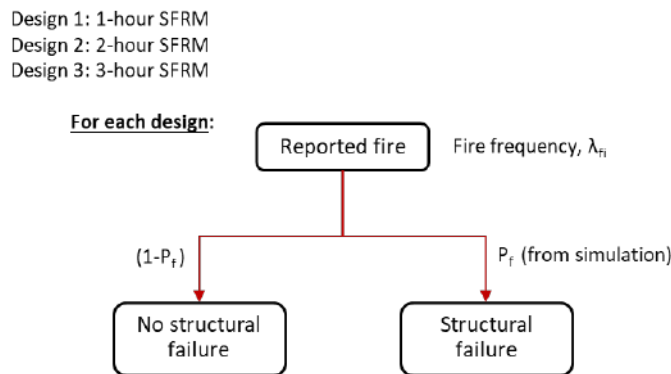 Design 1: 1-hour SFRM
Design 2: 2-hour SFRM
Design 3: 3-hour SFRM
For each design:
Reported fire
Fire frequency, λfi
(1-Pf)
Pf (from simulation)
No structural
failure
Structural
failure